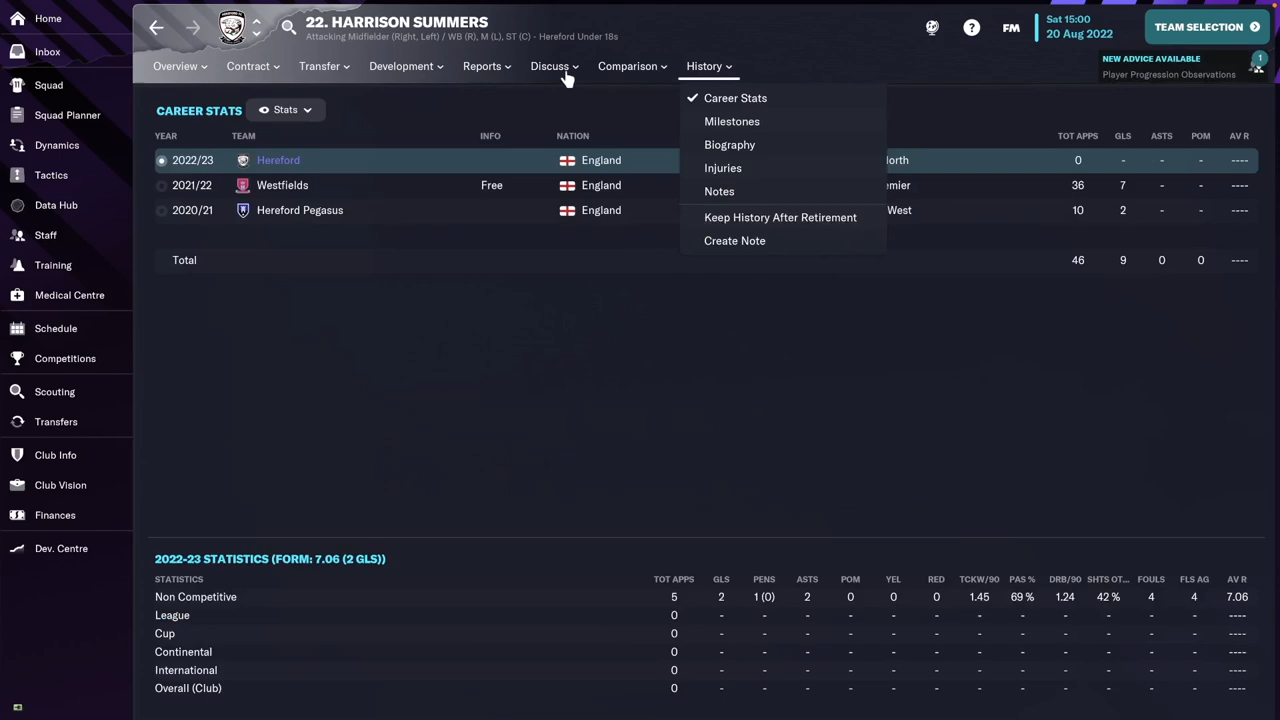 Home
Inbox
Squad
Squad Planner
Dynamics
Tactics
Data Hub
Staff
Training
Medical Centre
Schedule
Competitions
Scouting
Transfers
Club Info
Club Vision
Finances
Dev. Centre
22. HARRISON SUMMERS
Attacking Midfielder (Right, Left) / WB (R), M (L), ST (C) - Hereford Under 18s
? FM Sat 15:00
20 Aug 2022
TEAM SELECTION
Overview Contract Transfer Development Reports Discuss Comparison History
NEW ADVICE AVAILABLE 1
Player Progression Observations
CAREER STATS Stats
Career Stats
Milestones
Biography
Injuries
Notes
Keep History After Retirement
Create Note
YEAR TEAM INFO NATION TOT APPS GLS ASTS POM AV R
2022/23 Hereford England orth 0 - - - ----
2021/22 Westfields Free England emier 36 7 - - ----
2020/21 Hereford Pegasus England West 10 2 - - ----
Total 46 9 0 0 ----
2022-23 STATISTICS (FORM: 7.06 (2 GLS))
STATISTICS TOT APPS GLS PENS ASTS POM YEL RED TCKW/90 PAS % DRB/90 SHTS OT... FOULS FLS AG AV R
Non Competitive 5 2 1 (0) 2 0 0 0 1.45 69 % 1.24 42 % 4 4 7.06
League 0 - - - - - - - - - - - - ----
Cup 0 - - - - - - - - - - - - ----
Continental 0 - - - - - - - - - - - - ----
International 0 - - - - - - - - - - - - ----
Overall (Club) 0 - - - - - - - - - - - - ----